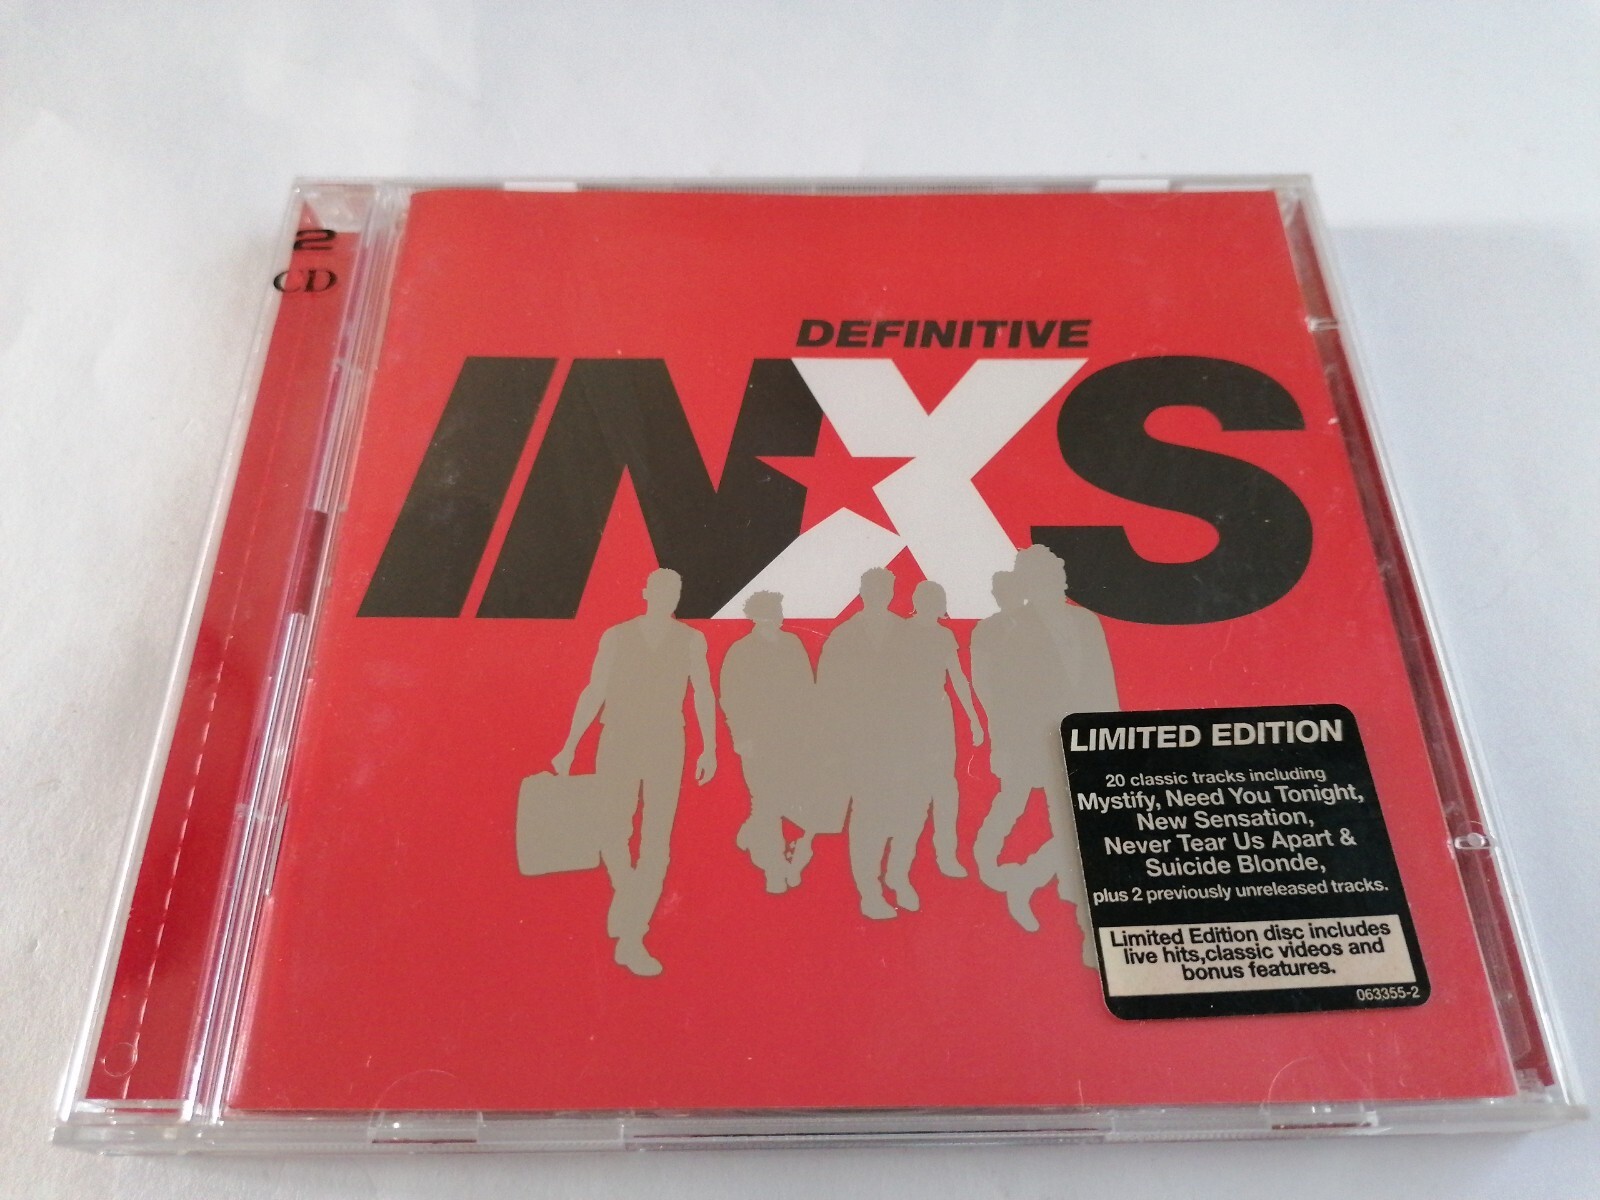 2
CD
DEFINITIVE
INXS
LIMITED EDITION
20 classic tracks including
Mystify, Need You Tonight,
New Sensation,
Never Tear Us Apart &
Suicide Blonde,
plus 2 previously unreleased tracks.
Limited Edition disc includes
live hits,classic videos and
bonus features.
063355-2